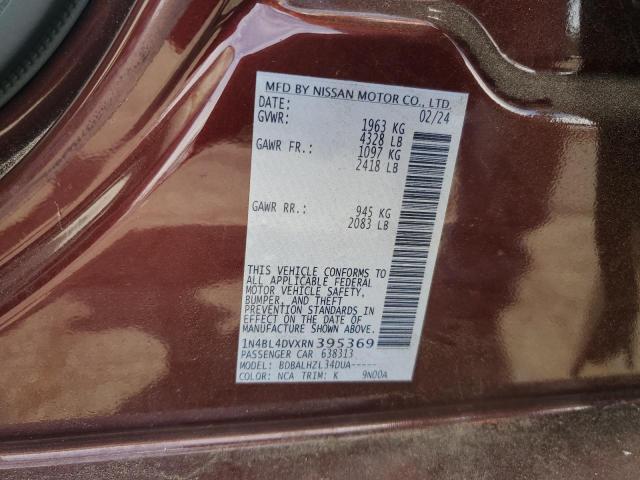 MFD BY NISSAN MOTOR CO., LTD.
DATE: 02/24
GVWR: 1963 KG
4328 LB
GAWR FR.: 1097 KG
2418 LB
GAWR RR.: 945 KG
2083 LB
THIS VEHICLE CONFORMS TO
ALL APPLICABLE FEDERAL
MOTOR VEHICLE SAFETY,
BUMPER, AND THEFT
PREVENTION STANDARDS IN
EFFECT ON THE DATE OF
MANUFACTURE SHOWN ABOVE.
1N4BL4DVXRN395369
PASSENGER CAR 638313
MODEL: BDBALHZL34DUA-----
COLOR: NCA TRIM: K 9N00A